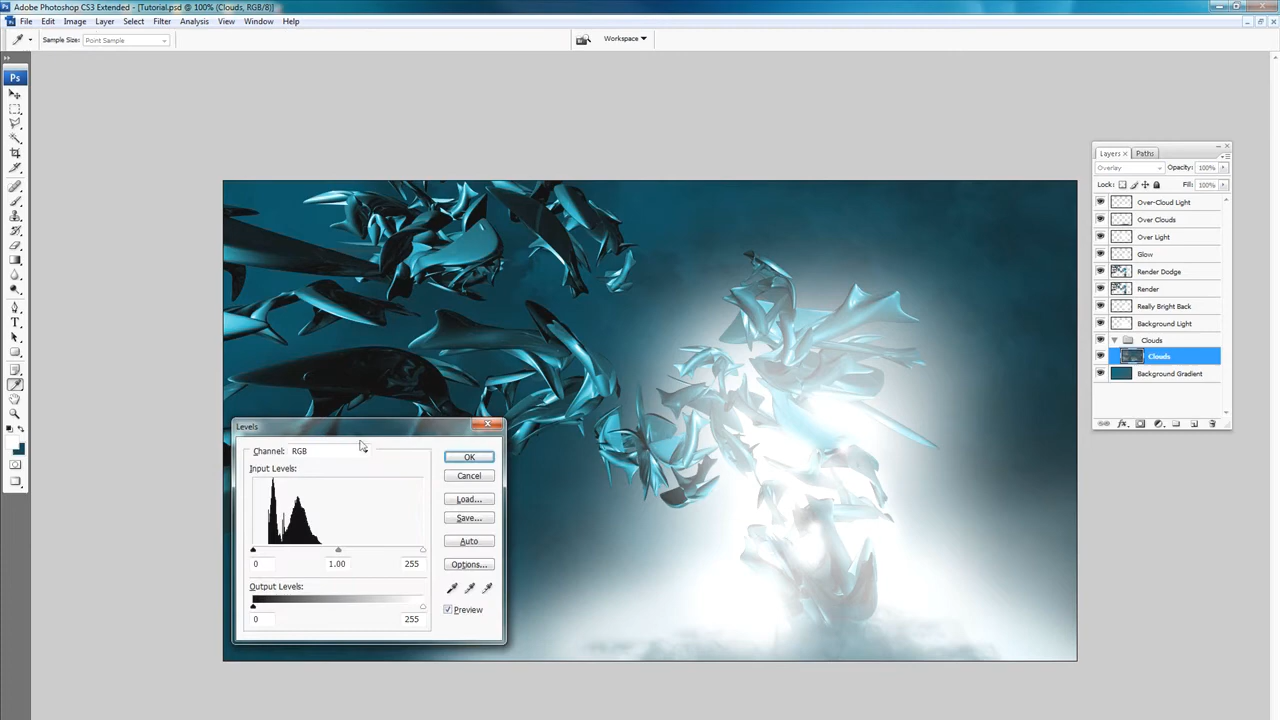 Adobe Photoshop CS3 Extended - [Tutorial.psd @ 100% (Clouds, RGB/8)]
File Edit Image Layer Select Filter Analysis View Window Help
Sample Size: Point Sample
Workspace
Ps
Layers x Paths
Overlay Opacity: 100%
Lock: Fill: 100%
Over-Cloud Light
Over Clouds
Over Light
Glow
Render Dodge
Render
Really Bright Back
Background Light
Clouds
Clouds
Background Gradient
Levels
Channel: RGB
Input Levels:
0 1.00 255
Output Levels:
0 255
OK
Cancel
Load...
Save...
Auto
Options...
Preview